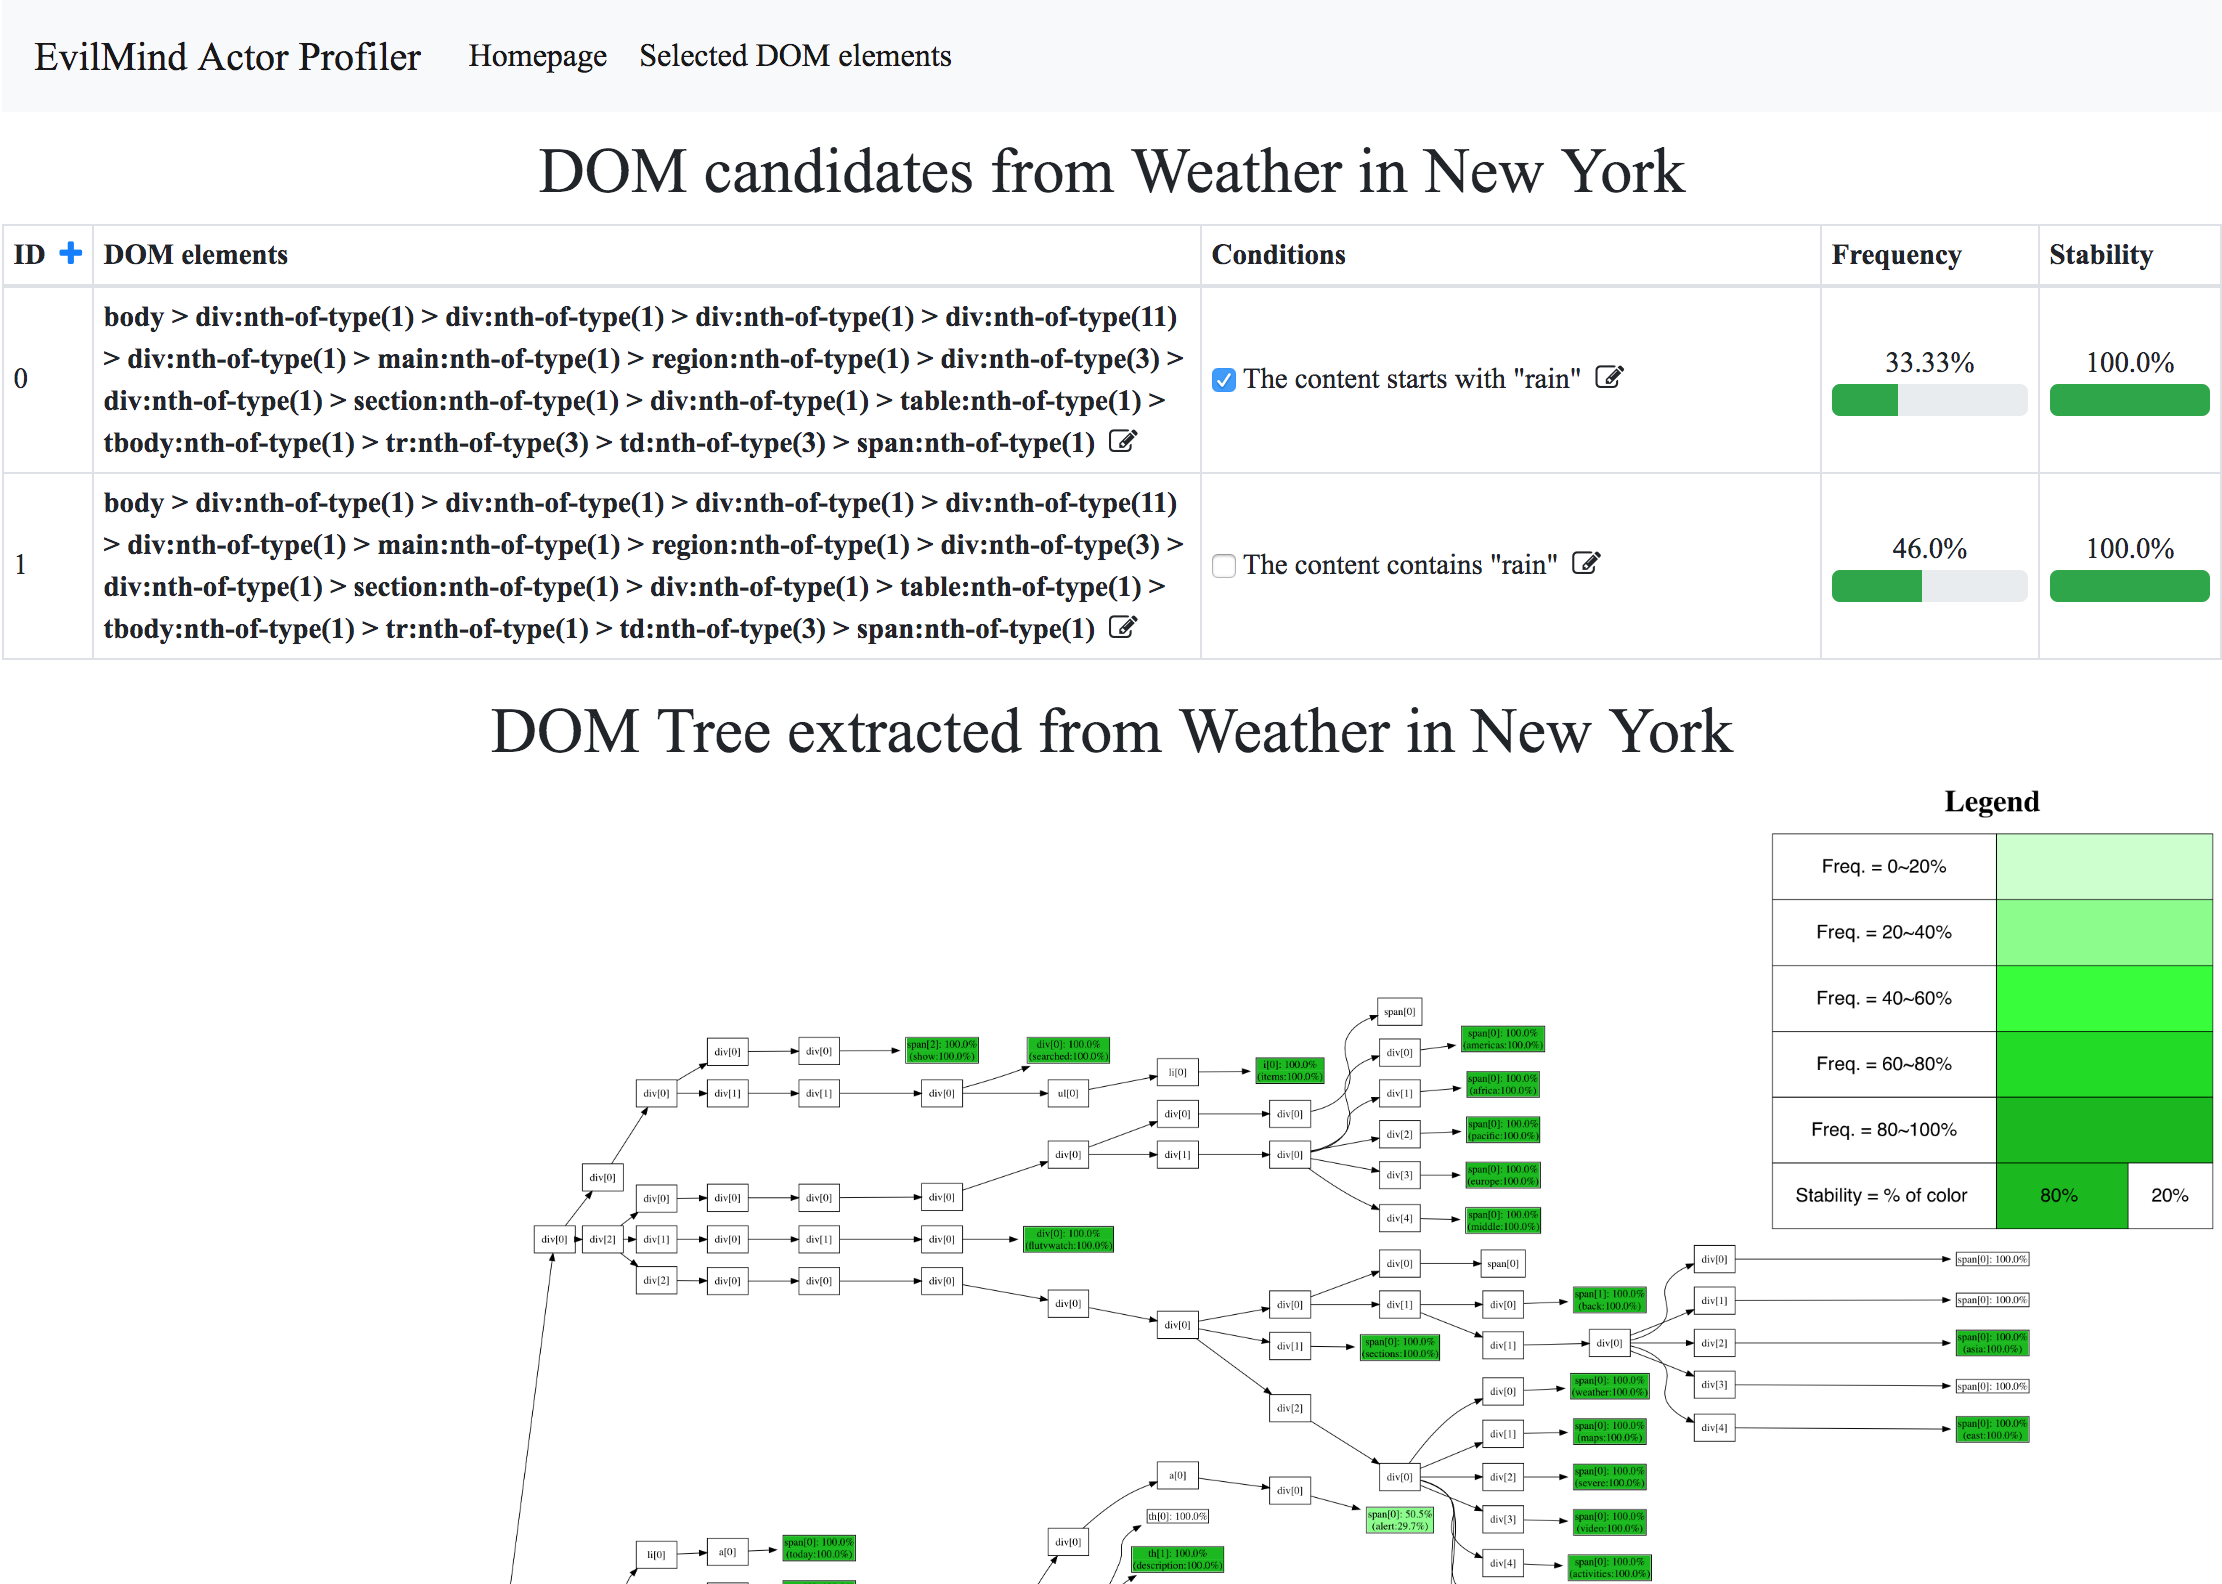 EvilMind Actor Profiler Homepage Selected DOM elements
DOM candidates from Weather in New York
ID DOM elements Conditions Frequency Stability
0
body > div:nth-of-type(1) > div:nth-of-type(1) > div:nth-of-type(1) > div:nth-of-type(11)
> div:nth-of-type(1) > main:nth-of-type(1) > region:nth-of-type(1) > div:nth-of-type(3) >
div:nth-of-type(1) > section:nth-of-type(1) > div:nth-of-type(1) > table:nth-of-type(1) >
tbody:nth-of-type(1) > tr:nth-of-type(3) > td:nth-of-type(3) > span:nth-of-type(1)
The content starts with "rain"
33.33%
100.0%
1
body > div:nth-of-type(1) > div:nth-of-type(1) > div:nth-of-type(1) > div:nth-of-type(11)
> div:nth-of-type(1) > main:nth-of-type(1) > region:nth-of-type(1) > div:nth-of-type(3) >
div:nth-of-type(1) > section:nth-of-type(1) > div:nth-of-type(1) > table:nth-of-type(1) >
tbody:nth-of-type(1) > tr:nth-of-type(1) > td:nth-of-type(3) > span:nth-of-type(1)
The content contains "rain"
46.0%
100.0%
DOM Tree extracted from Weather in New York
Legend
Freq. = 0~20%
Freq. = 20~40%
Freq. = 40~60%
Freq. = 60~80%
Freq. = 80~100%
Stability = % of color 80% 20%
span[0]
div[0] div[0]
span[2]: 100.0%
(show:100.0%)
div[0]: 100.0%
(searched:100.0%)
div[0]
span[0]: 100.0%
(americas:100.0%)
li[0]
i[0]: 100.0%
(items:100.0%)
div[0] div[1] div[1] div[0] ul[0]
div[1]
span[0]: 100.0%
(africa:100.0%)
div[0] div[0]
div[2]
span[0]: 100.0%
(pacific:100.0%)
div[0] div[1] div[0]
div[0]
div[3]
span[0]: 100.0%
(europe:100.0%)
div[0] div[0] div[0] div[0]
div[4]
span[0]: 100.0%
(middle:100.0%)
div[0] div[2] div[1] div[0] div[1] div[0]
div[0]: 100.0%
(flutvwatch:100.0%)
div[2] div[0] div[0] div[0]
div[0] span[0]
div[0] span[0]: 100.0%
div[0]
div[0] div[1] div[0]
span[1]: 100.0%
(back:100.0%)
div[1] span[0]: 100.0%
div[0]
div[1]
span[0]: 100.0%
(sections:100.0%)
div[1] div[0]
div[2]
span[0]: 100.0%
(asia:100.0%)
div[3] span[0]: 100.0%
div[0]
span[0]: 100.0%
(weather:100.0%)
div[2]
div[4]
span[0]: 100.0%
(east:100.0%)
div[1]
span[0]: 100.0%
(maps:100.0%)
div[0]
div[2]
span[0]: 100.0%
(severe:100.0%)
a[0] div[0]
span[0]: 50.5%
(alert:29.7%)
div[3]
span[0]: 100.0%
(video:100.0%)
th[0]: 100.0%
div[0]
th[1]: 100.0%
(description:100.0%)
div[4]
span[0]: 100.0%
(activities:100.0%)
li[0] a[0]
span[0]: 100.0%
(today:100.0%)